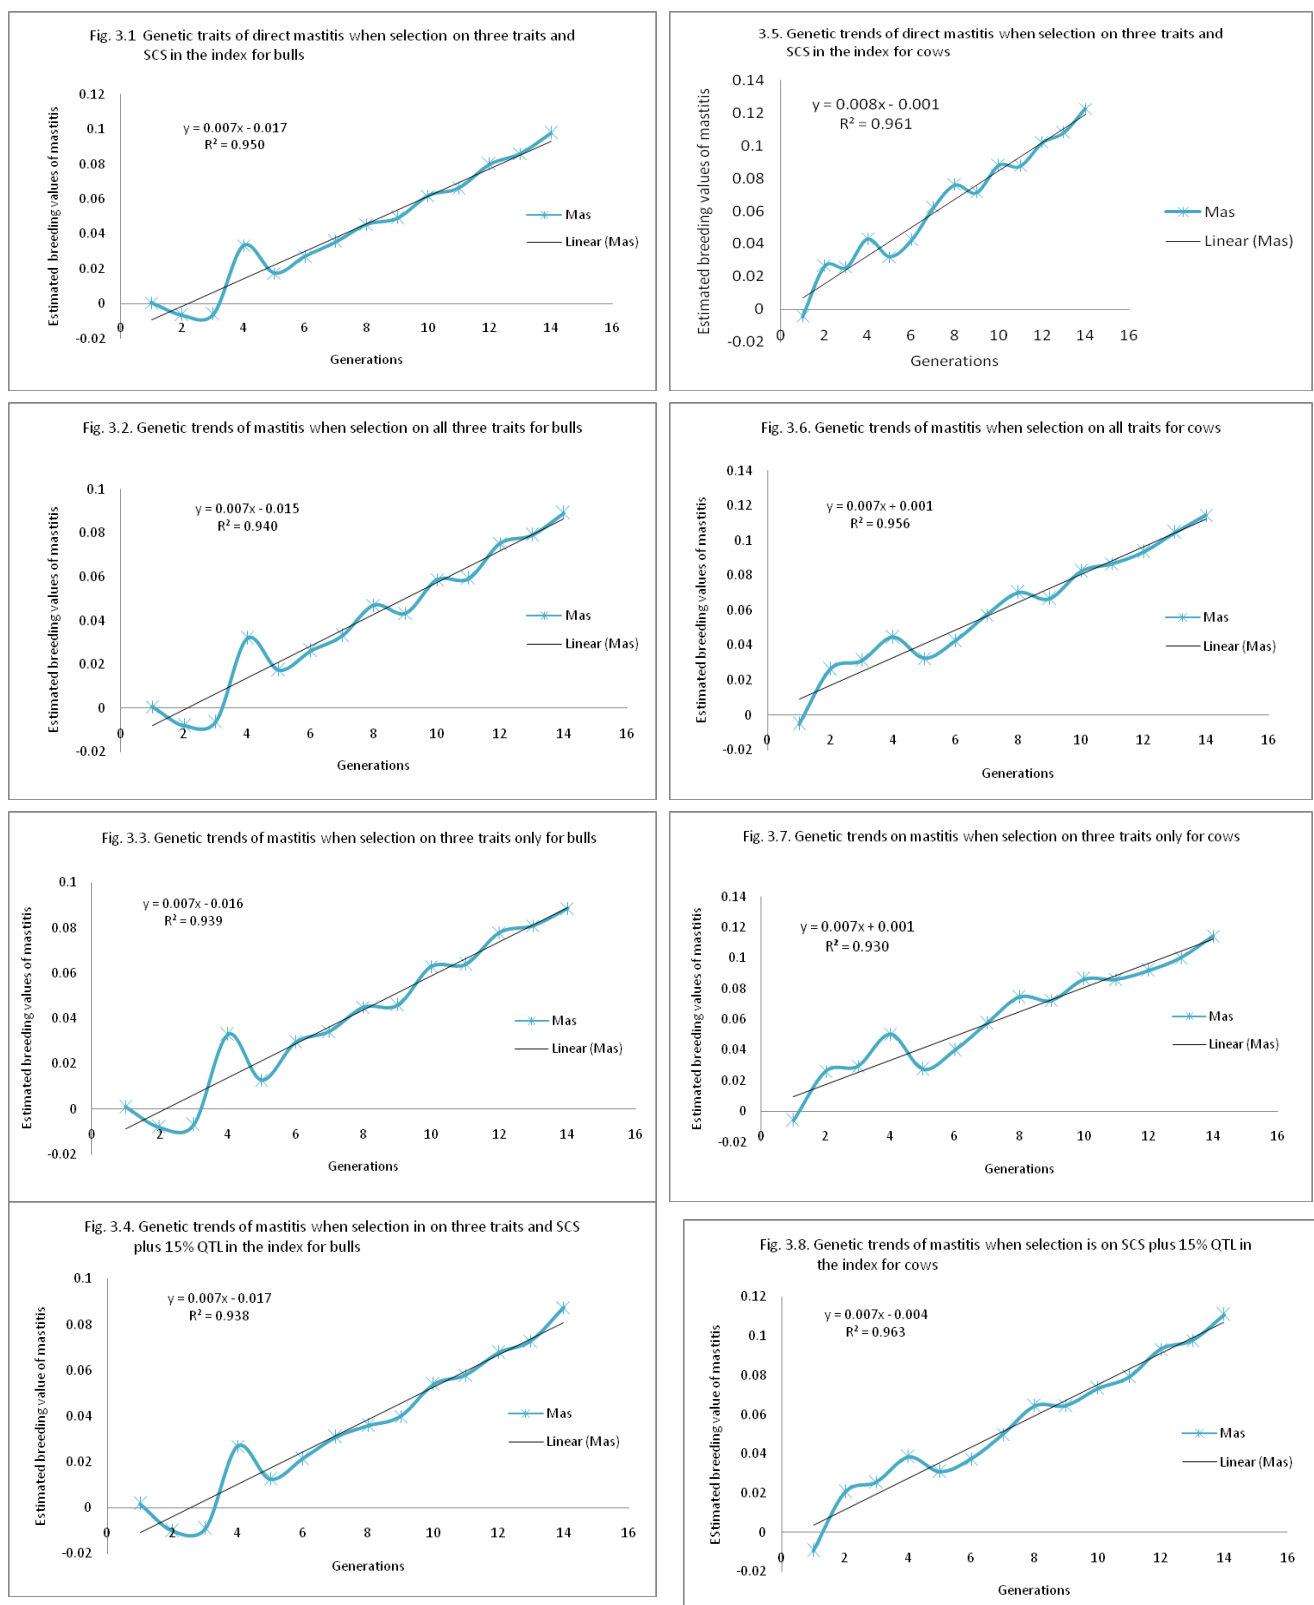 Fig. 3.1 Genetic traits of direct mastitis when selection on three traits and
SCS in the index for bulls
Estimated breeding values of mastitis
0.12
0.1
0.08
0.06
0.04
0.02
0
-0.02
y = 0.007x - 0.017
R² = 0.950
Mas
Linear (Mas)
0 2 4 6 8 10 12 14 16
Generations
3.5. Genetic trends of direct mastitis when selection on three traits and
SCS in the index for cows
Estimated breeding values of mastitis
0.14
0.12
0.1
0.08
0.06
0.04
0.02
0
-0.02
y = 0.008x - 0.001
R² = 0.961
Mas
Linear (Mas)
0 2 4 6 8 10 12 14 16
Generations
Fig. 3.2. Genetic trends of mastitis when selection on all three traits for bulls
Estimated breeding values of mastitis
0.1
0.08
0.06
0.04
0.02
0
-0.02
y = 0.007x - 0.015
R² = 0.940
Mas
Linear (Mas)
0 2 4 6 8 10 12 14 16
Generations
Fig. 3.6. Genetic trends of mastitis when selection on all traits for cows
Estimated breeding values of mastitis
0.14
0.12
0.1
0.08
0.06
0.04
0.02
0
-0.02
y = 0.007x + 0.001
R² = 0.956
Mas
Linear (Mas)
0 2 4 6 8 10 12 14 16
Generations
Fig. 3.3. Genetic trends of mastitis when selection on three traits only for bulls
Estimated breeding values of mastitis
0.1
0.08
0.06
0.04
0.02
0
-0.02
y = 0.007x - 0.016
R² = 0.939
Mas
Linear (Mas)
0 2 4 6 8 10 12 14 16
Generations
Fig. 3.7. Genetic trends on mastitis when selection on three traits only for cows
Estimated breeding values of mastitis
0.14
0.12
0.1
0.08
0.06
0.04
0.02
0
-0.02
y = 0.007x + 0.001
R² = 0.930
Mas
Linear (Mas)
0 2 4 6 8 10 12 14 16
Generations
Fig. 3.4. Genetic trends of mastitis when selection in on three traits and SCS
plus 15% QTL in the index for bulls
Estimated breeding value of mastitis
0.1
0.08
0.06
0.04
0.02
0
-0.02
y = 0.007x - 0.017
R² = 0.938
Mas
Linear (Mas)
0 2 4 6 8 10 12 14 16
Generations
Fig. 3.8. Genetic trends of mastitis when selection is on SCS plus 15% QTL in
the index for cows
EStimated breeding value of mastitis
0.12
0.1
0.08
0.06
0.04
0.02
0
-0.02
y = 0.007x - 0.004
R² = 0.963
Mas
Linear (Mas)
0 2 4 6 8 10 12 14 16
Generations